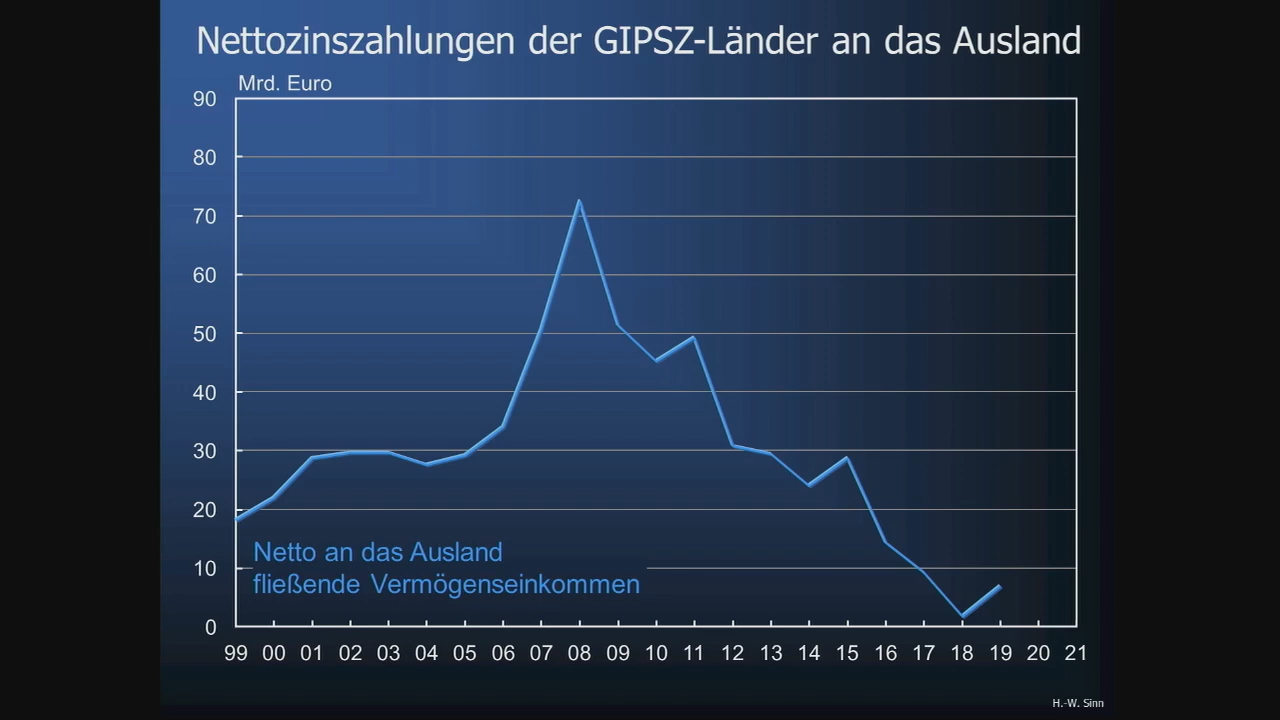 Nettozinszahlungen der GIPSZ-Länder an das Ausland
Mrd. Euro
90
80
70
60
50
40
30
20
10
0
Netto an das Ausland
fließende Vermögenseinkommen
99 00 01 02 03 04 05 06 07 08 09 10 11 12 13 14 15 16 17 18 19 20 21
H.-W. Sinn